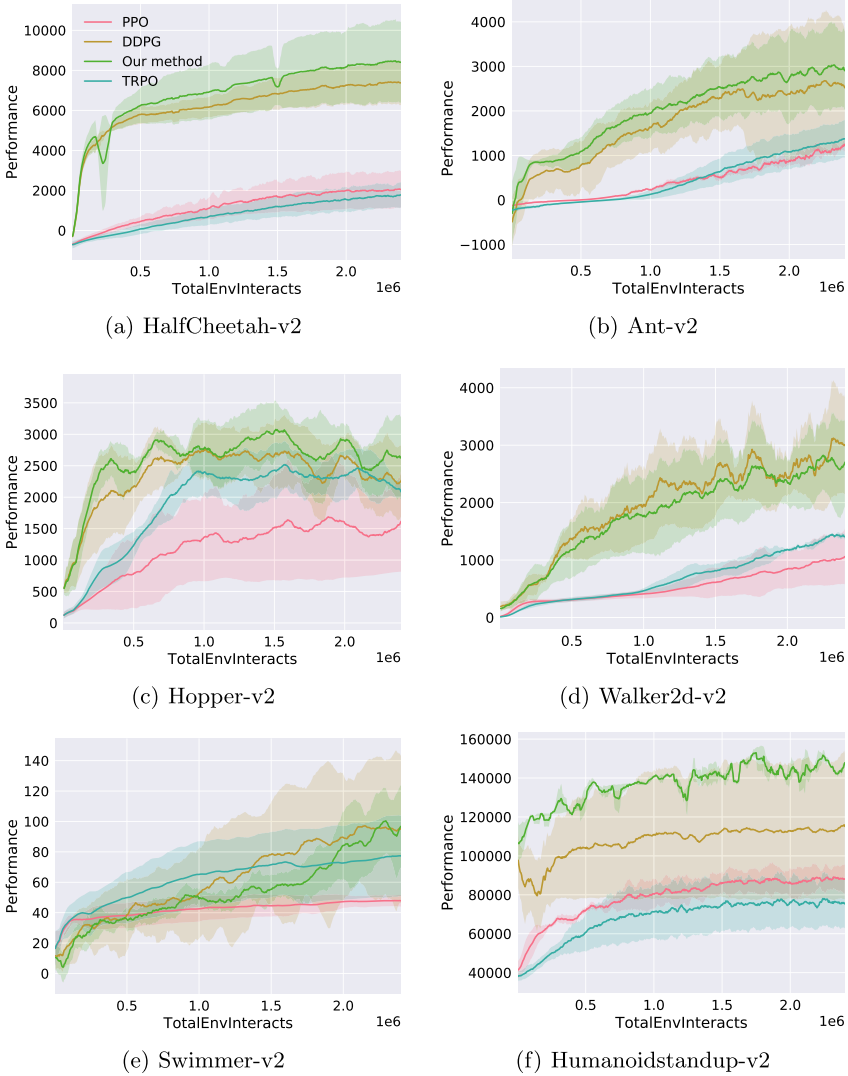 PPO
DDPG
Our method
TRPO
10000
8000
6000
4000
2000
0
Performance
0.5 1.0 1.5 2.0
1e6
TotalEnvInteracts
(a) HalfCheetah-v2
4000
3000
2000
1000
0
−1000
Performance
0.5 1.0 1.5 2.0
1e6
TotalEnvInteracts
(b) Ant-v2
3500
3000
2500
2000
1500
1000
500
0
Performance
0.5 1.0 1.5 2.0
1e6
TotalEnvInteracts
(c) Hopper-v2
4000
3000
2000
1000
0
Performance
0.5 1.0 1.5 2.0
1e6
TotalEnvInteracts
(d) Walker2d-v2
140
120
100
80
60
40
20
0
Performance
0.5 1.0 1.5 2.0
1e6
TotalEnvInteracts
(e) Swimmer-v2
160000
140000
120000
100000
80000
60000
40000
Performance
0.5 1.0 1.5 2.0
1e6
TotalEnvInteracts
(f) Humanoidstandup-v2